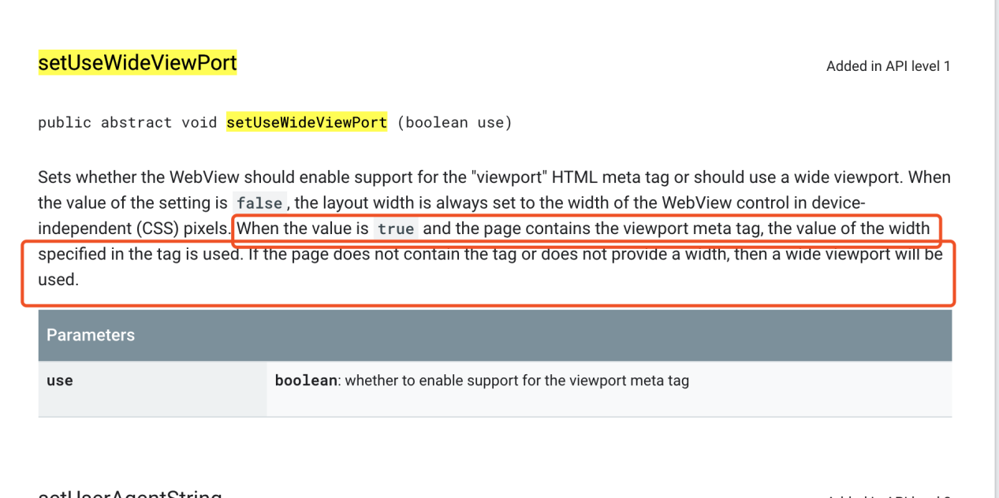 setUseWideViewPort
Added in API level 1
public abstract void setUseWideViewPort (boolean use)
Sets whether the WebView should enable support for the "viewport" HTML meta tag or should use a wide viewport. When
the value of the setting is false, the layout width is always set to the width of the WebView control in device-
independent (CSS) pixels. When the value is true and the page contains the viewport meta tag, the value of the width
specified in the tag is used. If the page does not contain the tag or does not provide a width, then a wide viewport will be
used.
Parameters
use
boolean: whether to enable support for the viewport meta tag
setUserAgentString